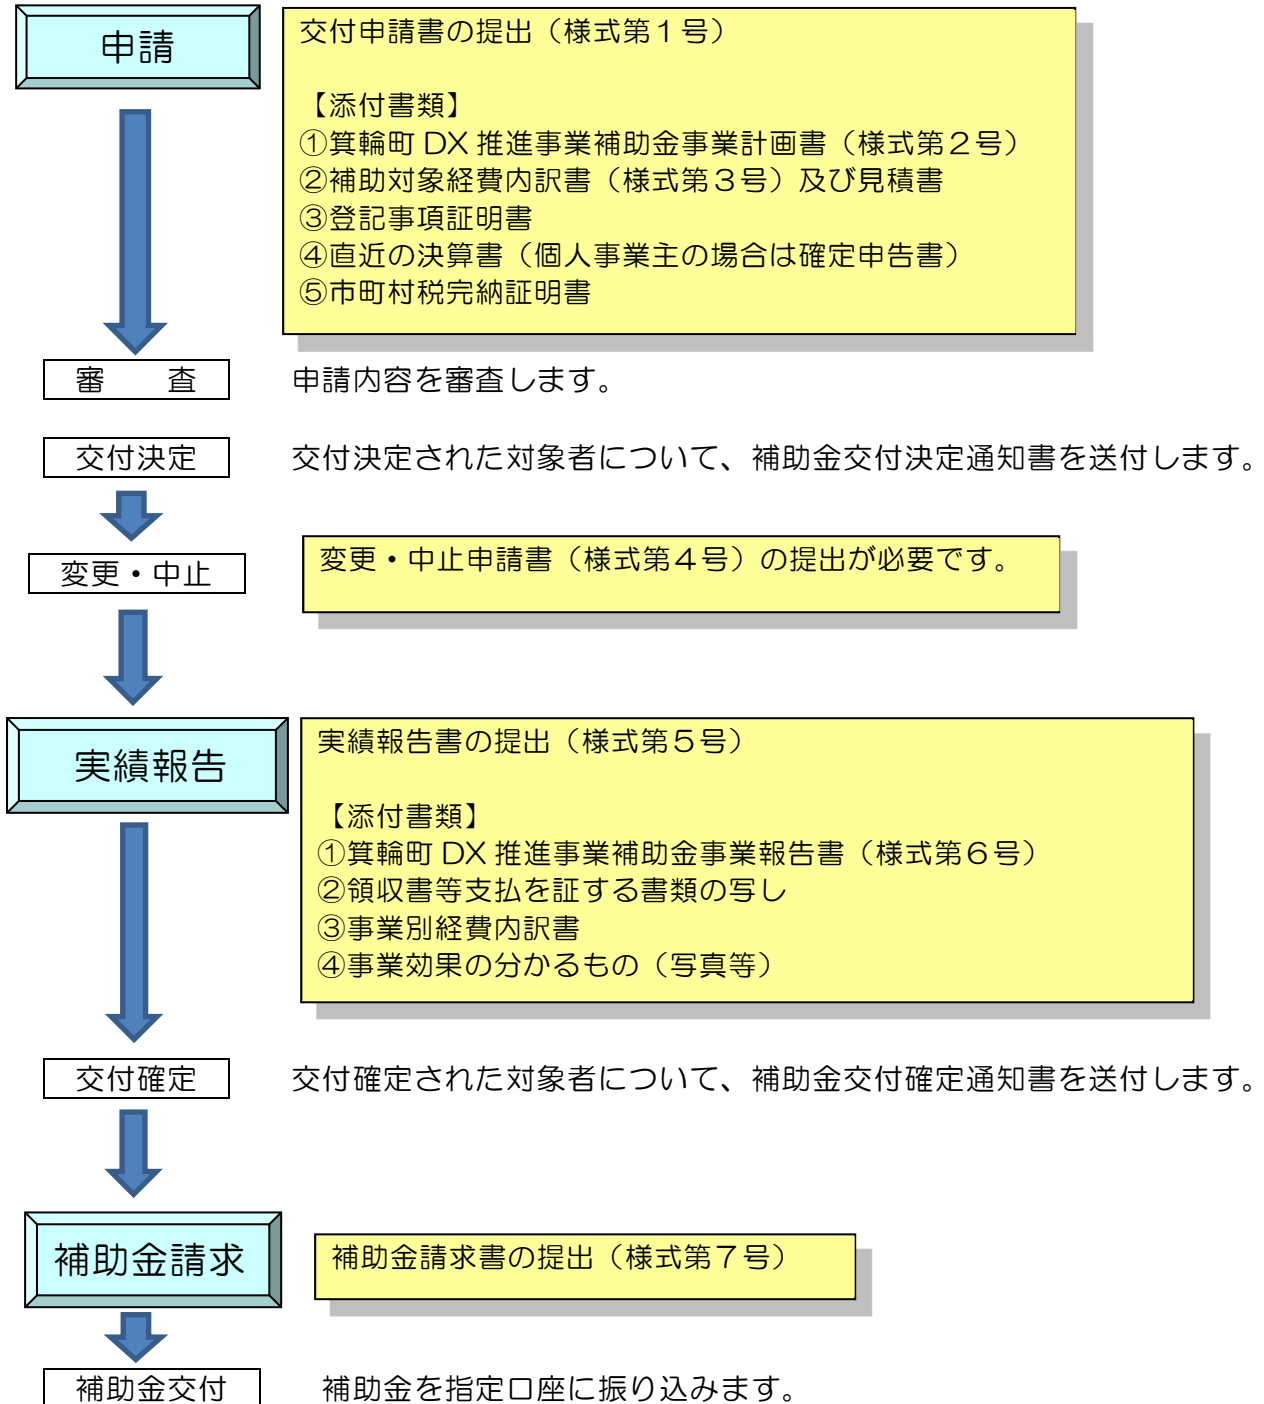 申請
交付申請書の提出（様式第１号）
【添付書類】
①箕輪町 DX 推進事業補助金事業計画書（様式第２号）
②補助対象経費内訳書（様式第３号）及び見積書
③登記事項証明書
④直近の決算書（個人事業主の場合は確定申告書）
⑤市町村税完納証明書
審　　査
申請内容を審査します。
交付決定
交付決定された対象者について、補助金交付決定通知書を送付します。
変更・中止
変更・中止申請書（様式第４号）の提出が必要です。
実績報告
実績報告書の提出（様式第５号）
【添付書類】
①箕輪町 DX 推進事業補助金事業報告書（様式第６号）
②領収書等支払を証する書類の写し
③事業別経費内訳書
④事業効果の分かるもの（写真等）
交付確定
交付確定された対象者について、補助金交付確定通知書を送付します。
補助金請求
補助金請求書の提出（様式第７号）
補助金交付
補助金を指定口座に振り込みます。